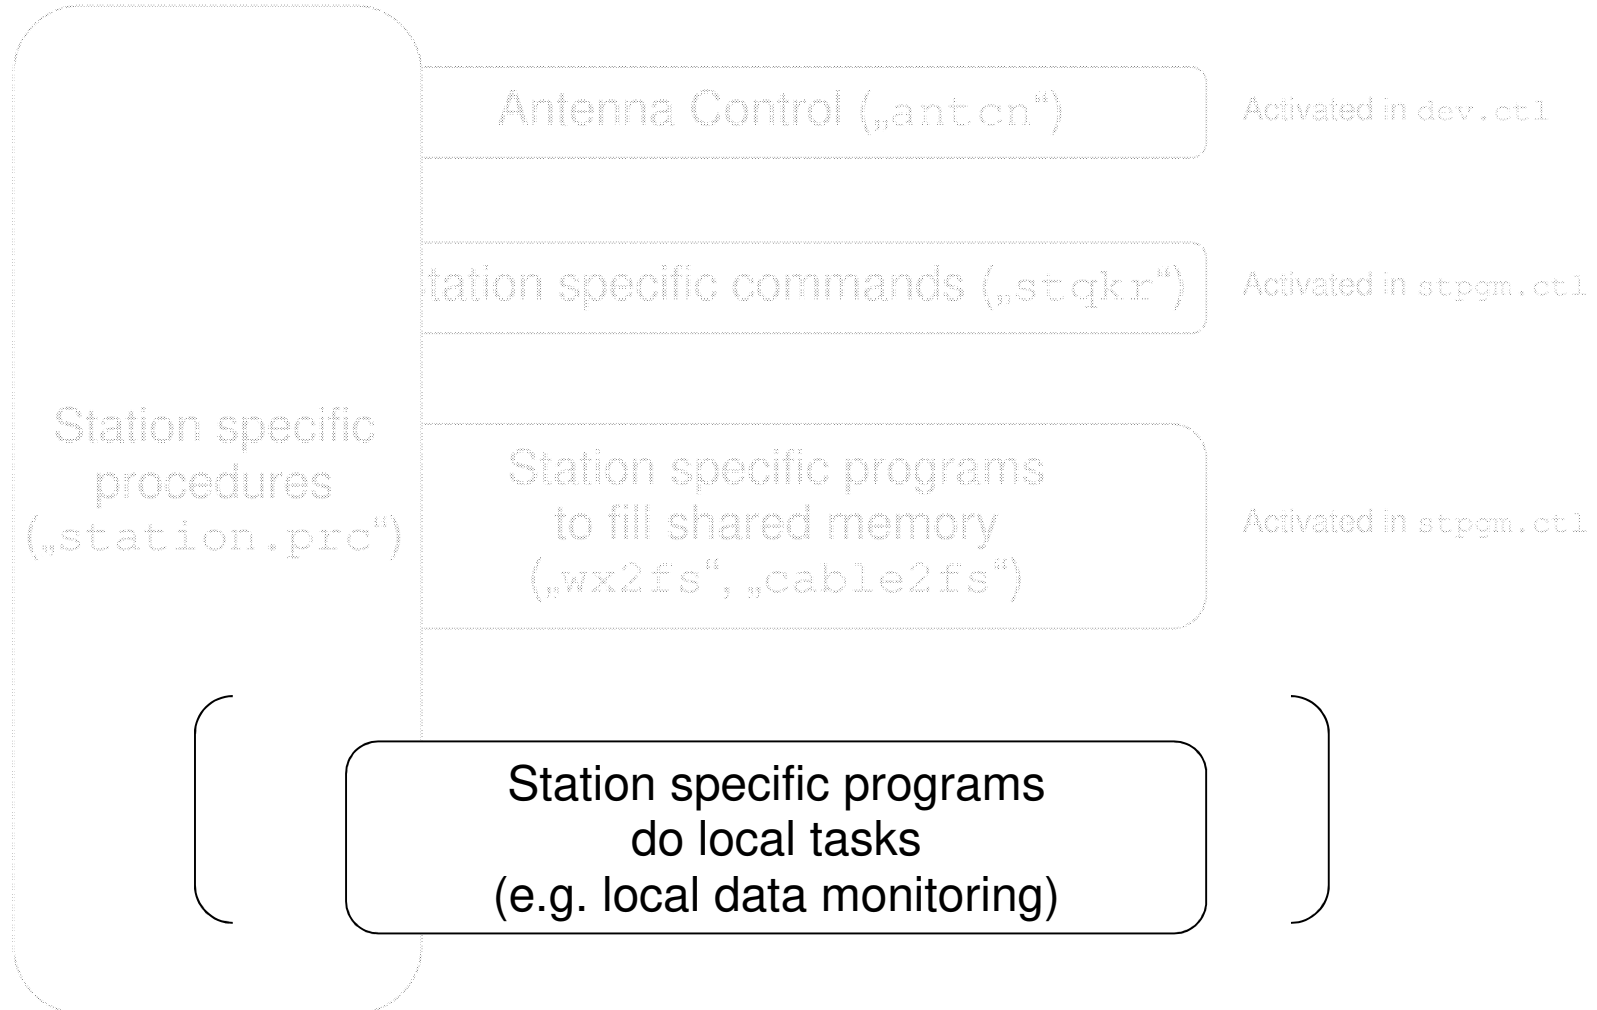 Antenna Control („antcn“)
Activated in dev.ctl
tation specific commands („stqkr“)
Activated in stpgm.ctl
Station specific
procedures
(„station.prc“)
Station specific programs
to fill shared memory
(„wx2fs“, „cable2fs“)
Activated in stpgm.ctl
Station specific programs
do local tasks
(e.g. local data monitoring)